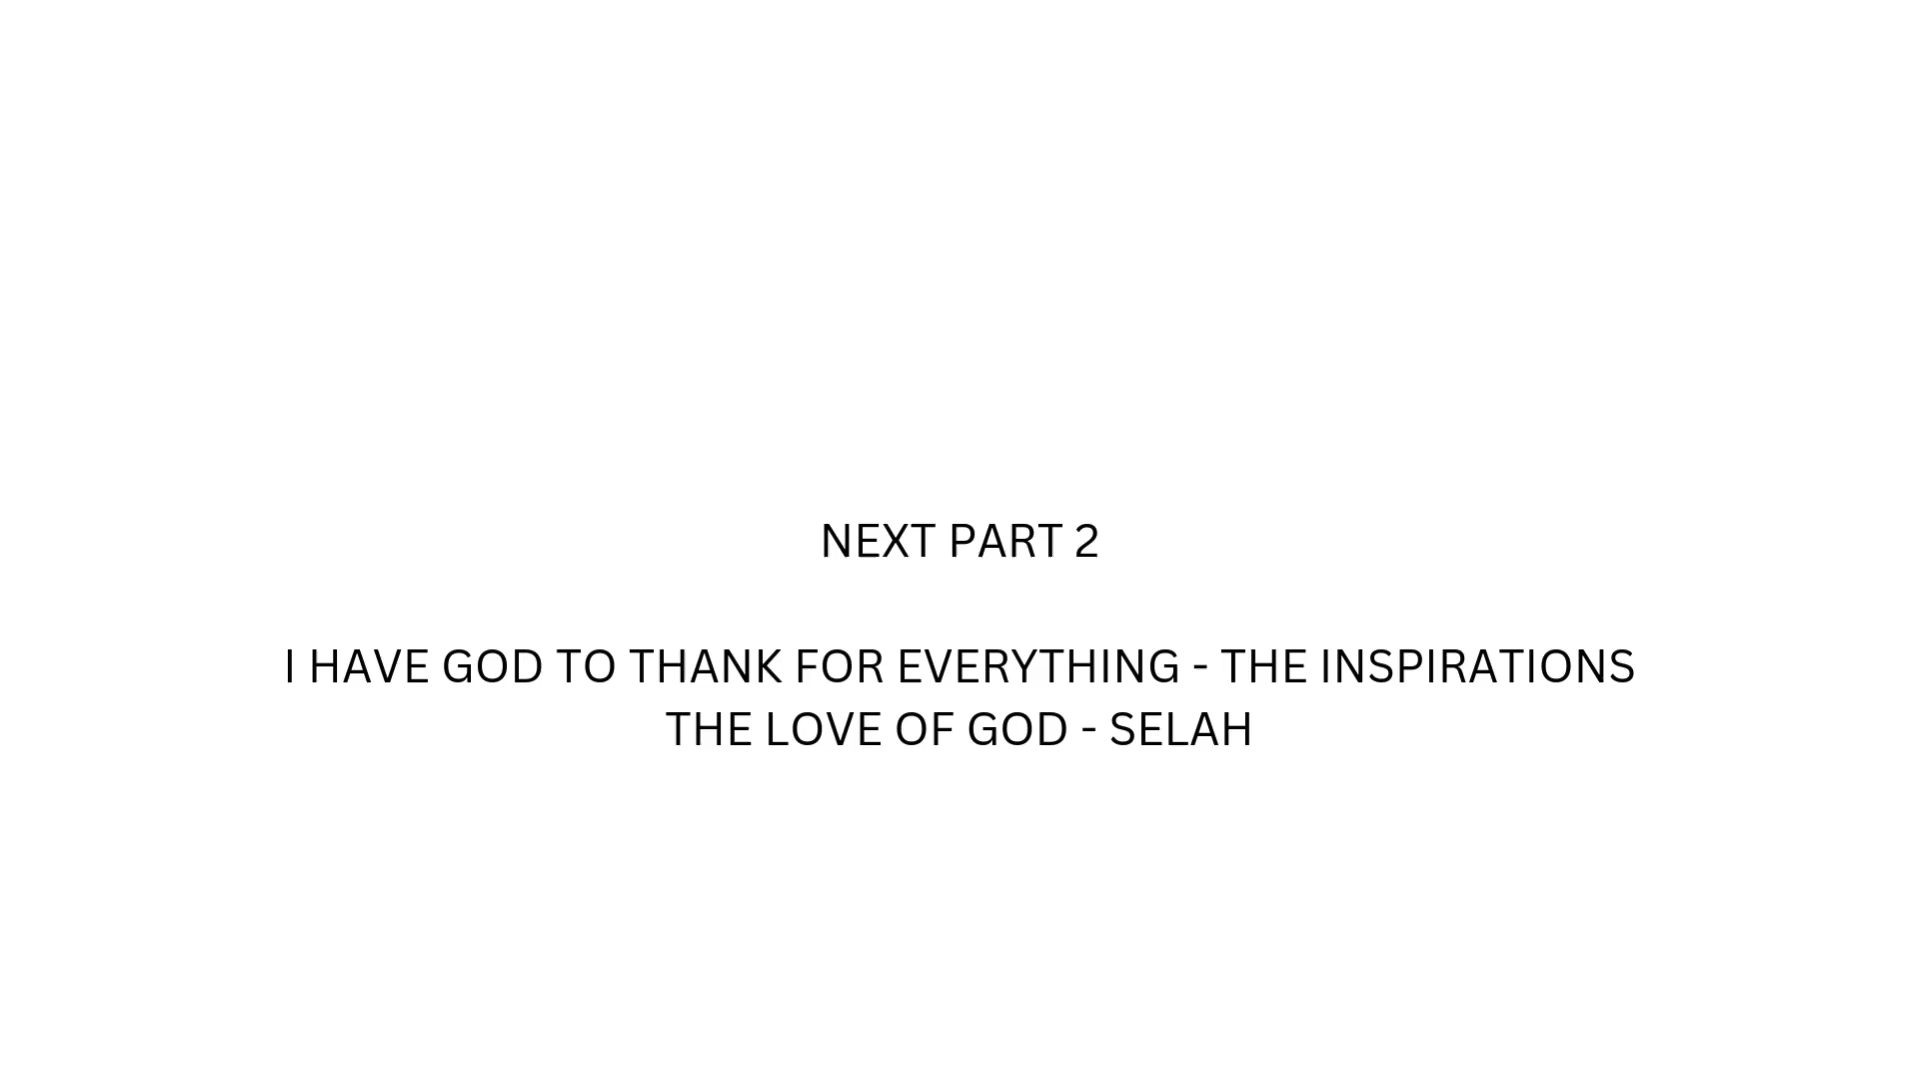 NEXT PART 2
I HAVE GOD TO THANK FOR EVERYTHING - THE INSPIRATIONS
THE LOVE OF GOD - SELAH